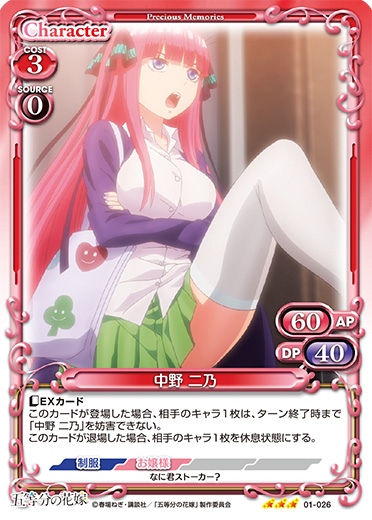 Precious Memories
Character
COST
3
SOURCE
0
60 AP
DP 40
中野 二乃
EXカード
このカードが登場した場合、相手のキャラ1枚は、ターン終了時まで
「中野 二乃」を妨害できない。
このカードが退場した場合、相手のキャラ1枚を休息状態にする。
制服 お嬢様
なに君ストーカー?
五等分の花嫁
©春場ねぎ・講談社/「五等分の花嫁」製作委員会
01-026